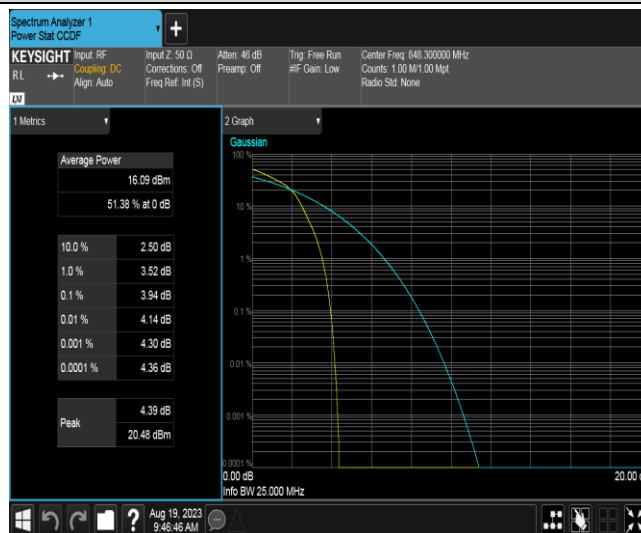 Spectrum Analyzer 1
Power Stat CCDF
+
KEYSIGHT
RL
LXI
Input: RF
Coupling: DC
Align: Auto
Input Z: 50 Ω
Corrections: Off
Freq Ref: Int (S)
Atten: 46 dB
Preamp: Off
Trig: Free Run
#IF Gain: Low
Center Freq: 848.300000 MHz
Counts: 1.00 M/1.00 Mpt
Radio Std: None
1 Metrics
Average Power
16.09 dBm
51.38 % at 0 dB
10.0 % 2.50 dB
1.0 % 3.52 dB
0.1 % 3.94 dB
0.01 % 4.14 dB
0.001 % 4.30 dB
0.0001 % 4.36 dB
Peak
4.39 dB
20.48 dBm
2 Graph
Gaussian
100 %
10 %
1 %
0.1 %
0.01 %
0.001 %
0.0001 %
0.00 dB
20.00
Info BW 25.000 MHz
?
Aug 19, 2023
9:46:46 AM